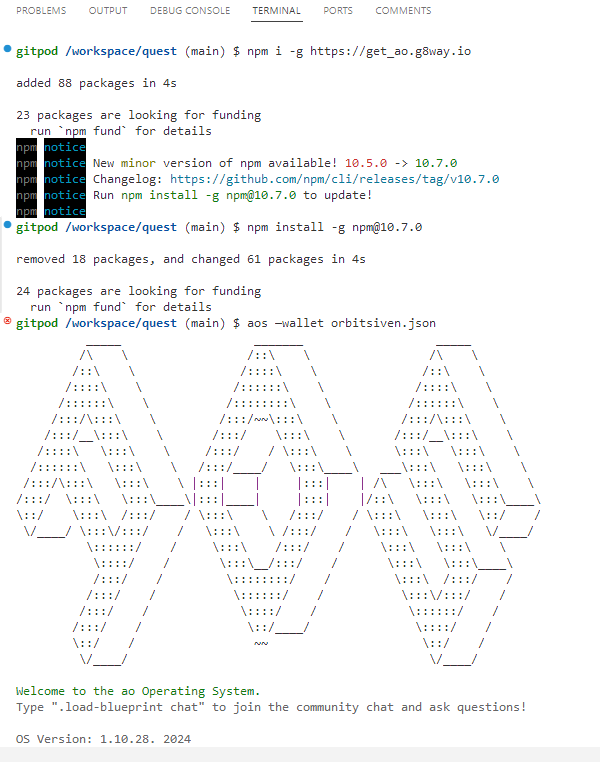 PROBLEMS OUTPUT DEBUG CONSOLE TERMINAL PORTS COMMENTS
gitpod /workspace/quest (main) $ npm i -g https://get_ao.g8way.io
added 88 packages in 4s
23 packages are looking for funding
run `npm fund` for details
npm notice
npm notice New minor version of npm available! 10.5.0 -> 10.7.0
npm notice Changelog: https://github.com/npm/cli/releases/tag/v10.7.0
npm notice Run npm install -g npm@10.7.0 to update!
npm notice
gitpod /workspace/quest (main) $ npm install -g npm@10.7.0
removed 18 packages, and changed 61 packages in 4s
24 packages are looking for funding
run `npm fund` for details
gitpod /workspace/quest (main) $ aos —wallet orbitsiven.json
Welcome to the ao Operating System.
Type ".load-blueprint chat" to join the community chat and ask questions!
OS Version: 1.10.28. 2024